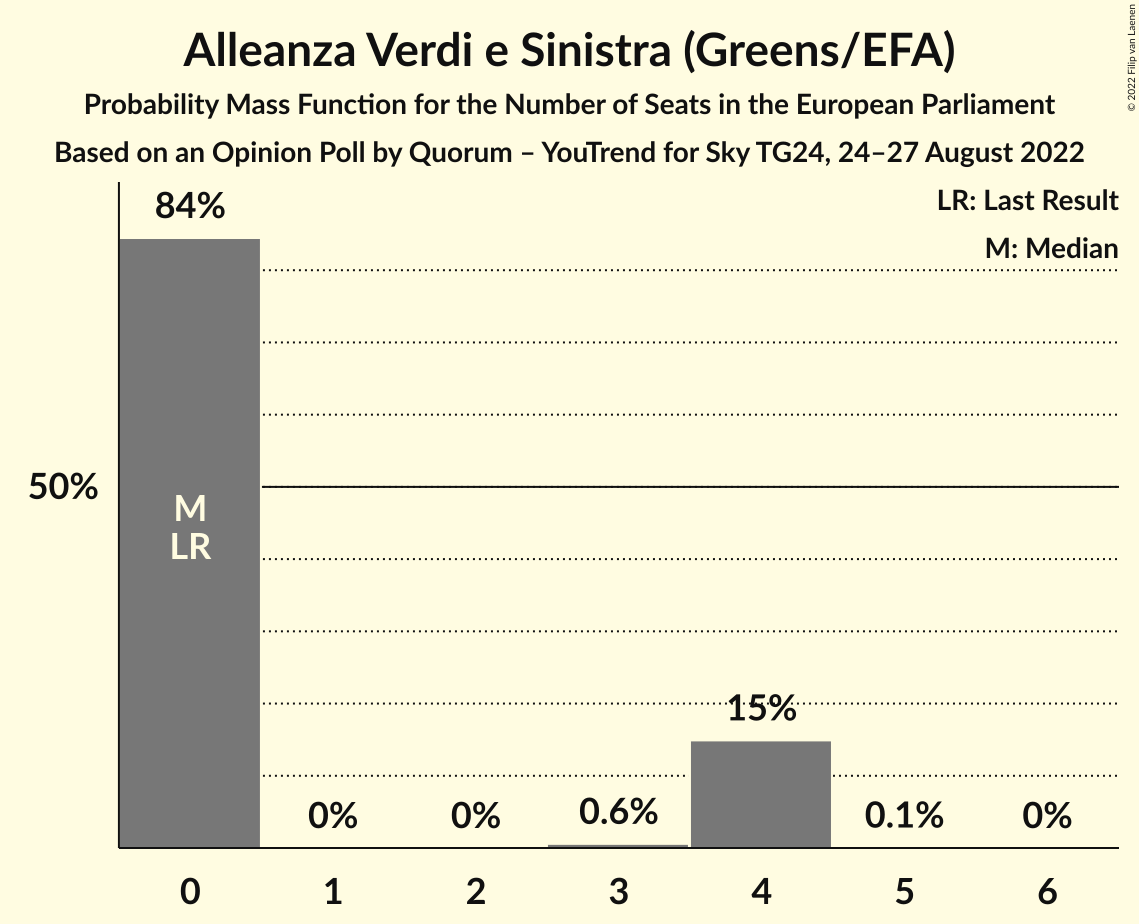 Alleanza Verdi e Sinistra (Greens/EFA)
Probability Mass Function for the Number of Seats in the European Parliament
Based on an Opinion Poll by Quorum – YouTrend for Sky TG24, 24–27 August 2022
© 2022 Filip van Laenen
LR: Last Result
M: Median
84%
50%
M
LR
15%
0%
0%
0.6%
0.1%
0%
0
1
2
3
4
5
6